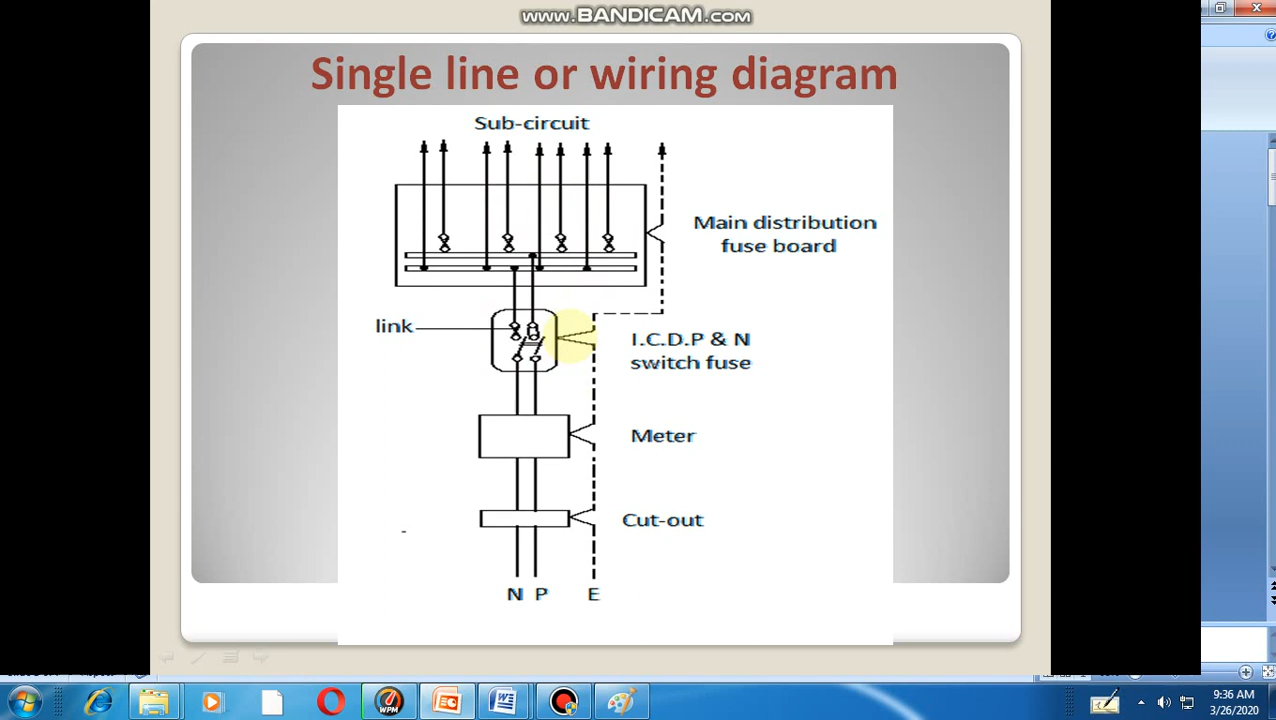 www.BANDICAM.com
Single line or wiring diagram
Sub-circuit
Main distribution
fuse board
link
I.C.D.P & N
switch fuse
Meter
Cut-out
N P E
WPM
9:36 AM
3/26/2020